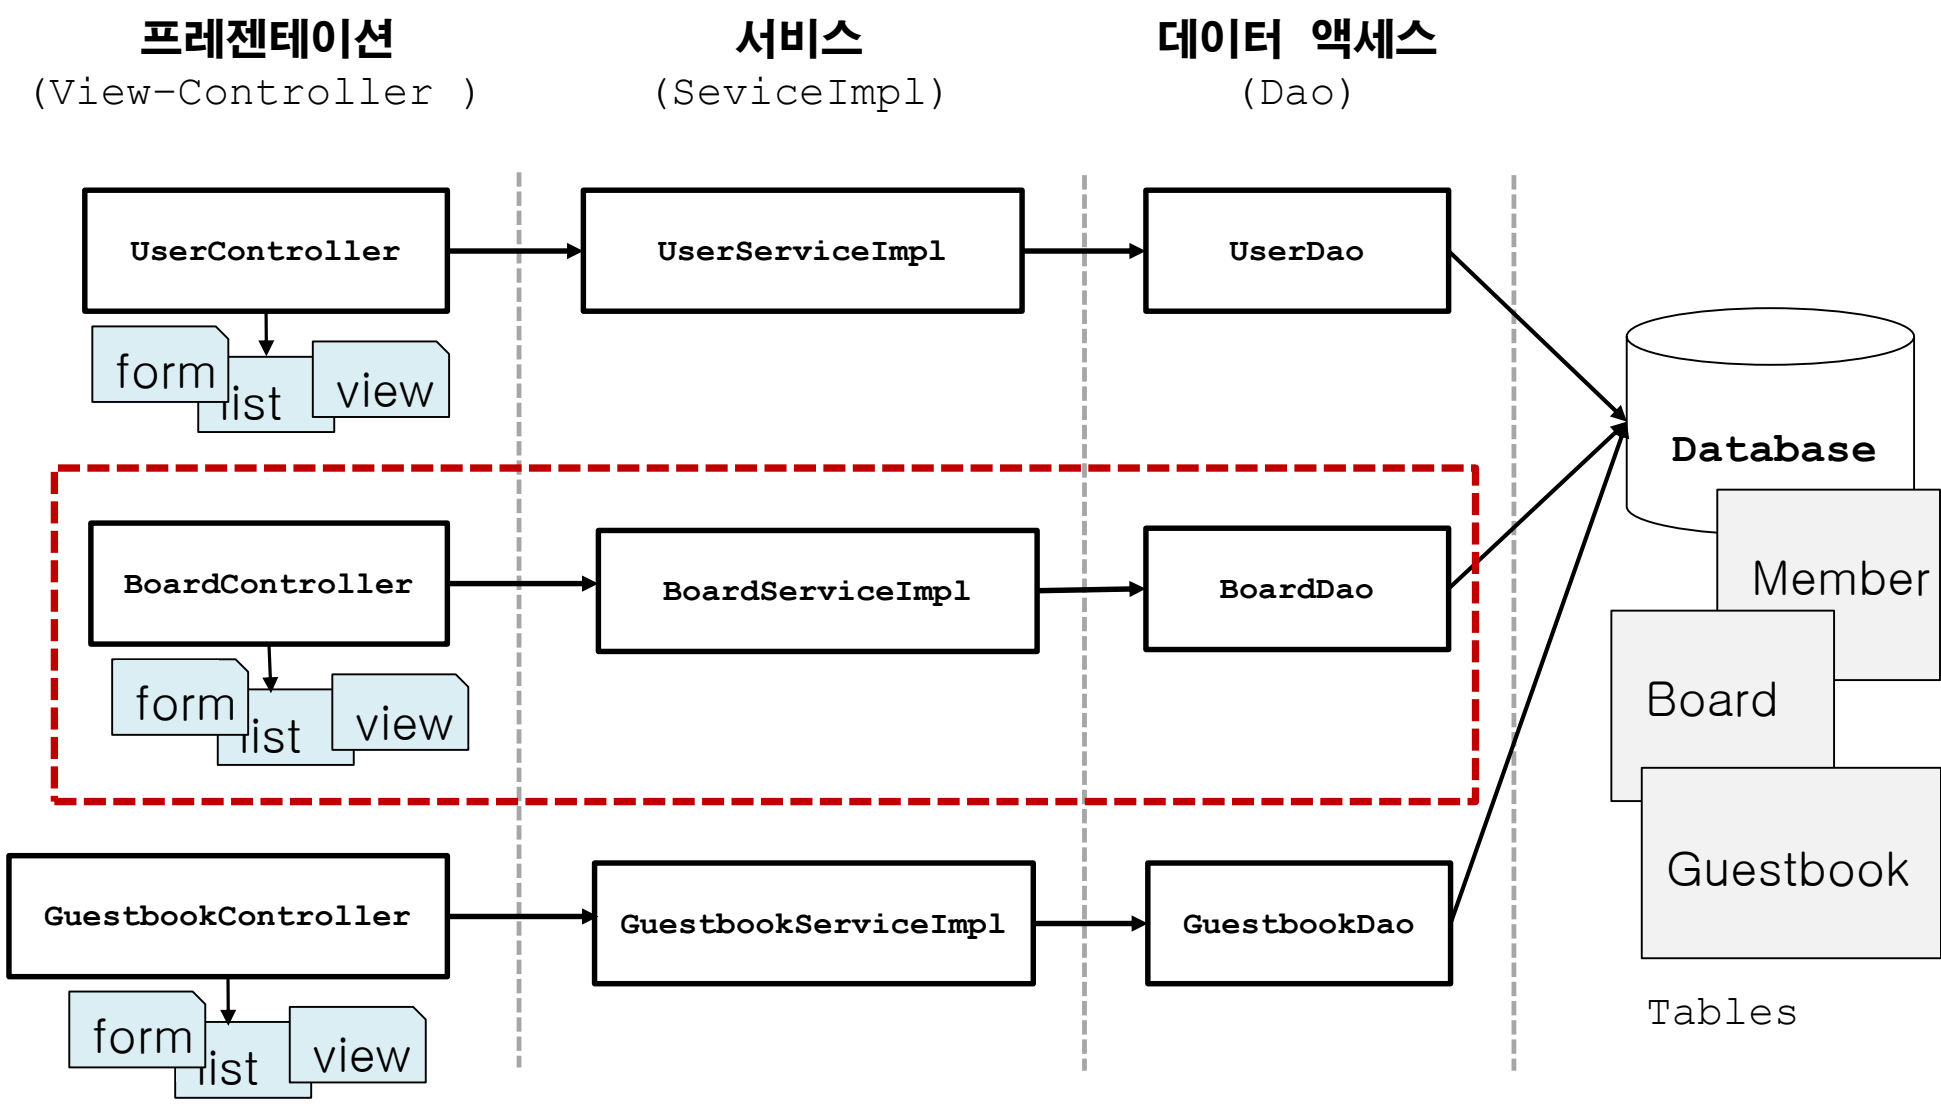 프레젠테이션
(View-Controller )
서비스
(SeviceImpl)
데이터 액세스
(Dao)
UserController
UserServiceImpl
UserDao
form
list
view
Database
BoardController
BoardServiceImpl
BoardDao
form
list
view
Member
Board
Guestbook
GuestbookController
GuestbookServiceImpl
GuestbookDao
form
list
view
Tables